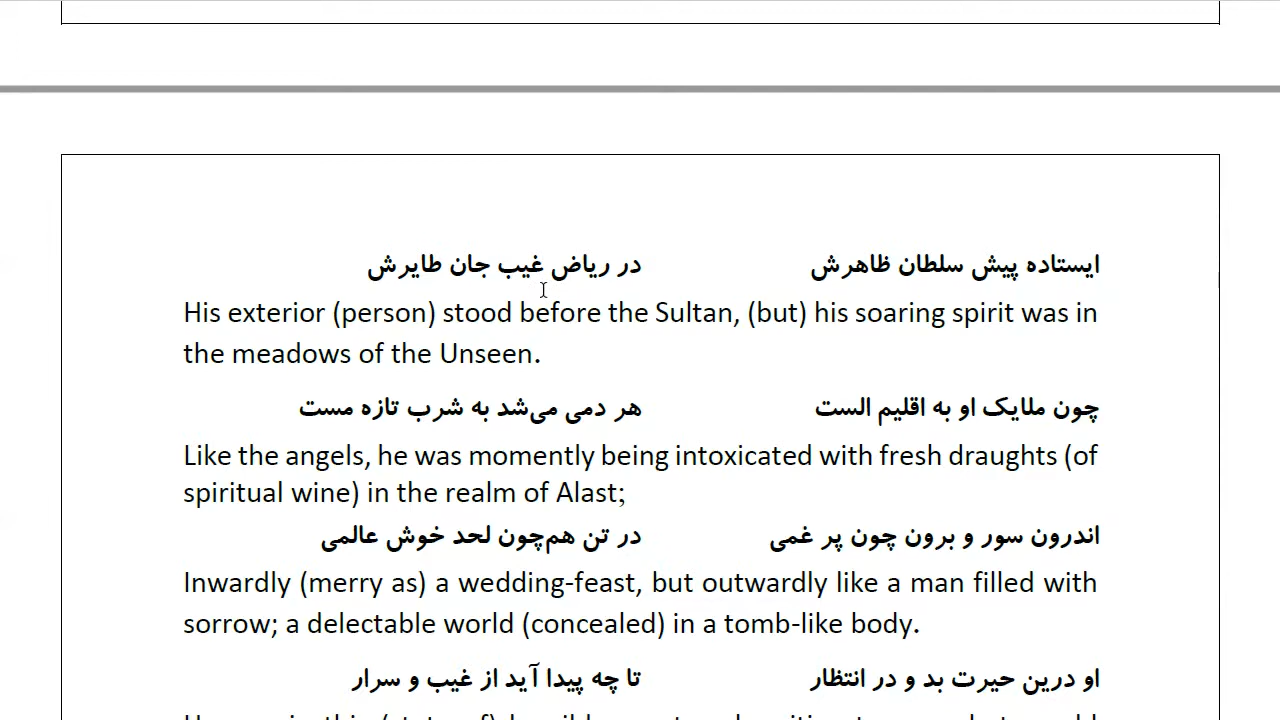 ایستاده پیش سلطان ظاهرش در ریاض غیب جان طایرش
His exterior (person) stood before the Sultan, (but) his soaring spirit was in
the meadows of the Unseen.
چون ملایک او به اقلیم الست هر دمی می‌شد به شرب تازه مست
Like the angels, he was momently being intoxicated with fresh draughts (of
spiritual wine) in the realm of Alast;
اندرون سور و برون چون پر غمی در تن هم‌چون لحد خوش عالمی
Inwardly (merry as) a wedding-feast, but outwardly like a man filled with
sorrow; a delectable world (concealed) in a tomb-like body.
او درین حیرت بد و در انتظار تا چه پیدا آید از غیب و سرار